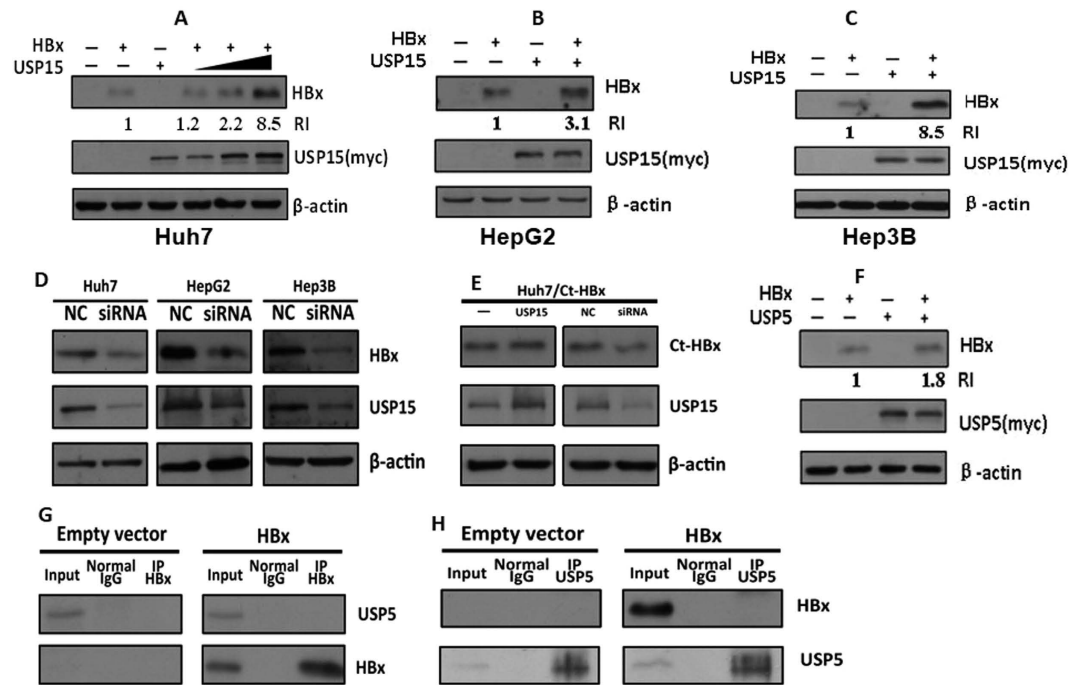 A
HBx – + – + + +
USP15 – – +
HBx
1 1.2 2.2 8.5 RI
USP15(myc)
β-actin
Huh7
B
HBx – + – +
USP15 – – + +
HBx
1 3.1 RI
USP15(myc)
β -actin
HepG2
C
HBx – + – +
USP15 – – + +
HBx
1 8.5 RI
USP15(myc)
β -actin
Hep3B
D
Huh7 HepG2 Hep3B
NC siRNA NC siRNA NC siRNA
HBx
USP15
β-actin
E
Huh7/Ct-HBx
– USP15 NC siRNA
Ct-HBx
USP15
β-actin
F
HBx – + – +
USP5 – – + +
HBx
1 1.8 RI
USP5(myc)
β -actin
G
Empty vector HBx
Input Normal IgG IP HBx Input Normal IgG IP HBx
USP5
HBx
H
Empty vector HBx
Input Normal IgG IP USP5 Input Normal IgG IP USP5
HBx
USP5